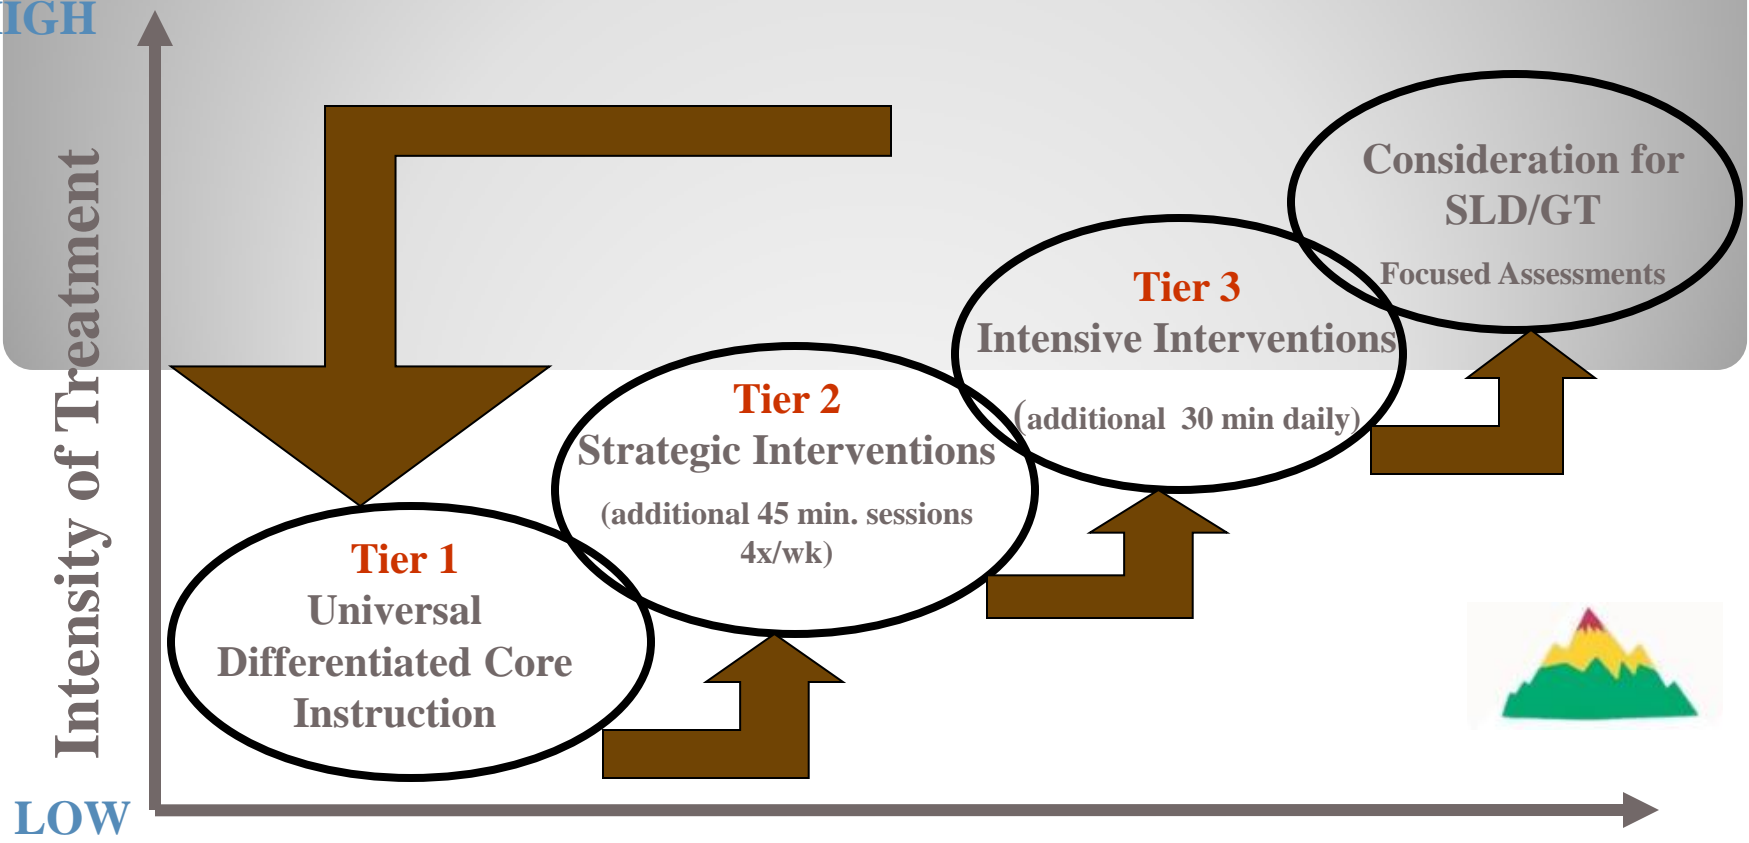 IGH
Intensity of Treatment
LOW
Tier 1
Universal
Differentiated Core
Instruction
Tier 2
Strategic Interventions
(additional 45 min. sessions
4x/wk)
Tier 3
Intensive Interventions
(additional  30 min daily)
Consideration for
SLD/GT
Focused Assessments